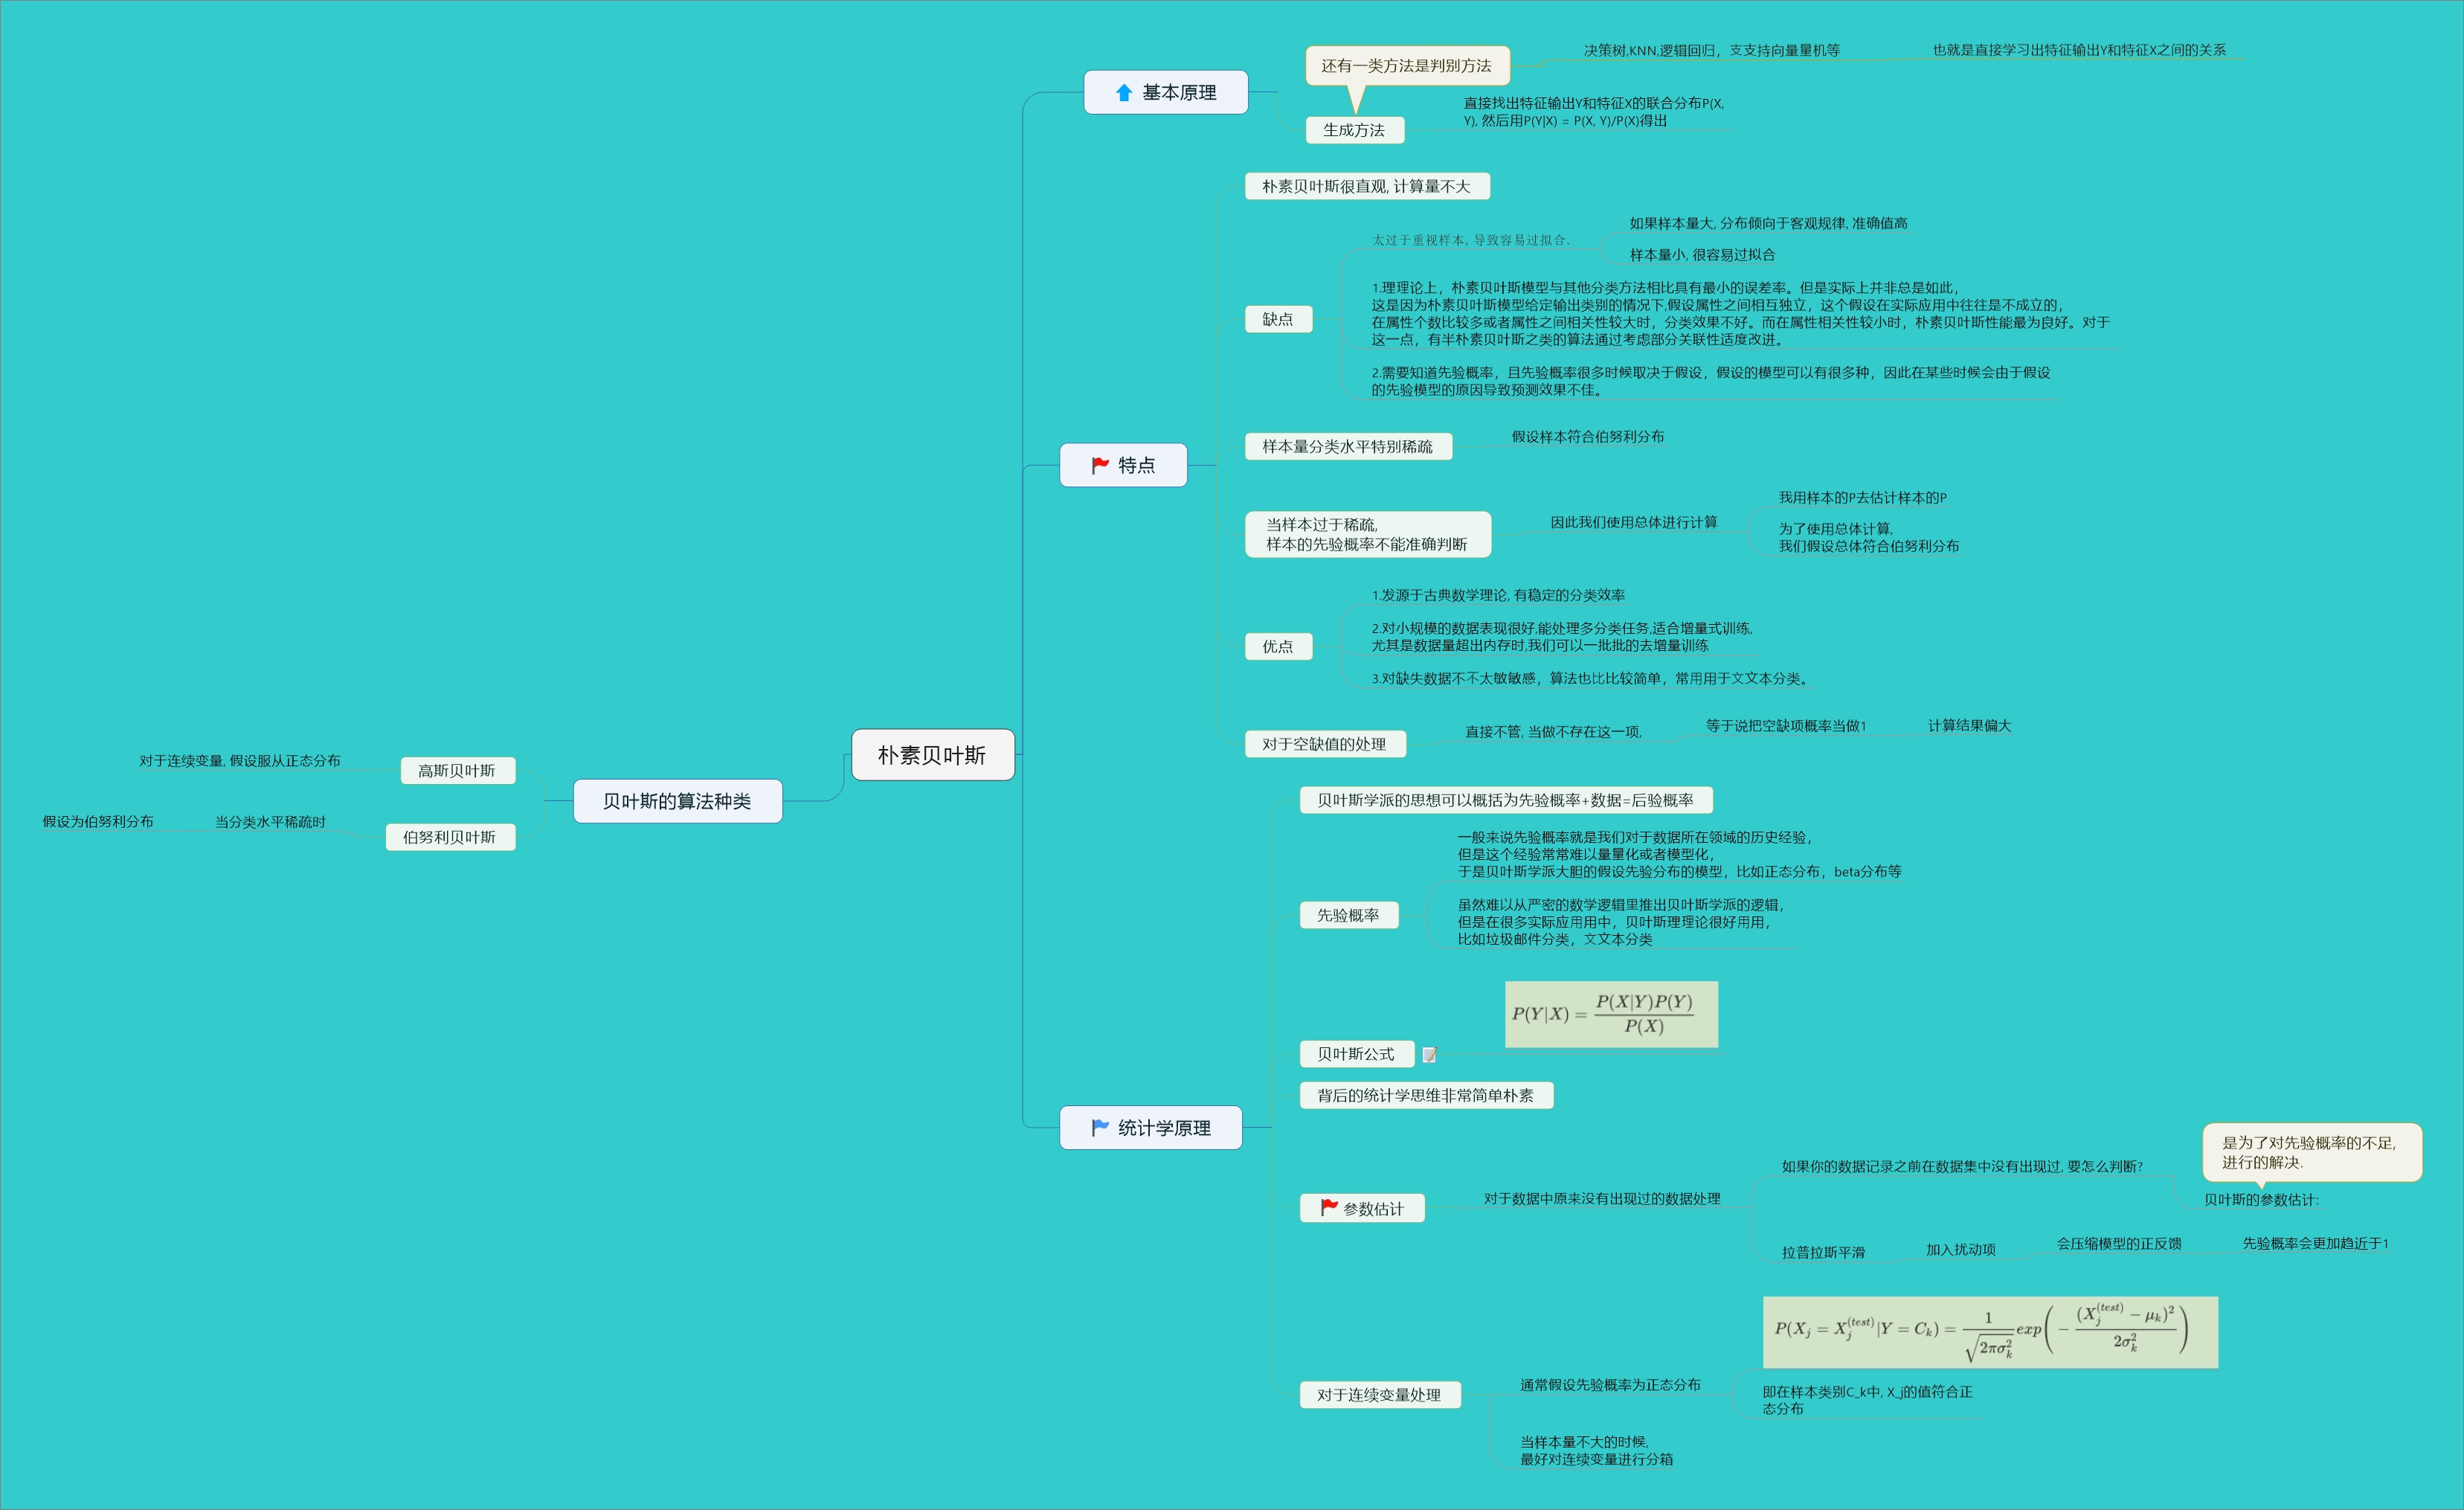 朴素贝叶斯
基本原理
还有一类方法是判别方法
决策树,KNN,逻辑回归，支支持向量量机等
也就是直接学习出特征输出Y和特征X之间的关系
生成方法
直接找出特征输出Y和特征X的联合分布P(X,
Y), 然后用P(Y|X) = P(X, Y)/P(X)得出
特点
朴素贝叶斯很直观, 计算量不大
缺点
太过于重视样本, 导致容易过拟合.
如果样本量大, 分布倾向于客观规律, 准确值高
样本量小, 很容易过拟合
1.理理论上，朴素贝叶斯模型与其他分类方法相比具有最小的误差率。但是实际上并非总是如此，
这是因为朴素贝叶斯模型给定输出类别的情况下,假设属性之间相互独立，这个假设在实际应用中往往是不成立的，
在属性个数比较多或者属性之间相关性较大时，分类效果不好。而在属性相关性较小时，朴素贝叶斯性能最为良好。对于
这一点，有半朴素贝叶斯之类的算法通过考虑部分关联性适度改进。
2.需要知道先验概率，且先验概率很多时候取决于假设，假设的模型可以有很多种，因此在某些时候会由于假设
的先验模型的原因导致预测效果不佳。
样本量分类水平特别稀疏
假设样本符合伯努利分布
当样本过于稀疏,
样本的先验概率不能准确判断
因此我们使用总体进行计算
我用样本的P去估计样本的P
为了使用总体计算,
我们假设总体符合伯努利分布
优点
1.发源于古典数学理论, 有稳定的分类效率
2.对小规模的数据表现很好,能处理多分类任务,适合增量式训练,
尤其是数据量超出内存时,我们可以一批批的去增量训练
3.对缺失数据不不太敏敏感，算法也比比较简单，常用用于文文本分类。
对于空缺值的处理
直接不管, 当做不存在这一项,
等于说把空缺项概率当做1
计算结果偏大
统计学原理
贝叶斯学派的思想可以概括为先验概率+数据=后验概率
先验概率
一般来说先验概率就是我们对于数据所在领域的历史经验，
但是这个经验常常难以量量化或者模型化，
于是贝叶斯学派大胆的假设先验分布的模型，比如正态分布，beta分布等
虽然难以从严密的数学逻辑里推出贝叶斯学派的逻辑，
但是在很多实际应用用中，贝叶斯理理论很好用用，
比如垃圾邮件分类，文文本分类
贝叶斯公式
P(Y|X) = \frac{P(X|Y)P(Y)}{P(X)}
背后的统计学思维非常简单朴素
参数估计
对于数据中原来没有出现过的数据处理
如果你的数据记录之前在数据集中没有出现过, 要怎么判断?
是为了对先验概率的不足,
进行的解决.
贝叶斯的参数估计:
拉普拉斯平滑
加入扰动项
会压缩模型的正反馈
先验概率会更加趋近于1
对于连续变量处理
通常假设先验概率为正态分布
P(X_j = X_j^{(test)}|Y = C_k) = \frac{1}{\sqrt{2\pi\sigma_k^2}} exp\left(-\frac{(X_j^{(test)} - \mu_k)^2}{2\sigma_k^2}\right)
即在样本类别C_k中, X_j的值符合正
态分布
当样本量不大的时候,
最好对连续变量进行分箱
贝叶斯的算法种类
高斯贝叶斯
对于连续变量, 假设服从正态分布
伯努利贝叶斯
当分类水平稀疏时
假设为伯努利分布